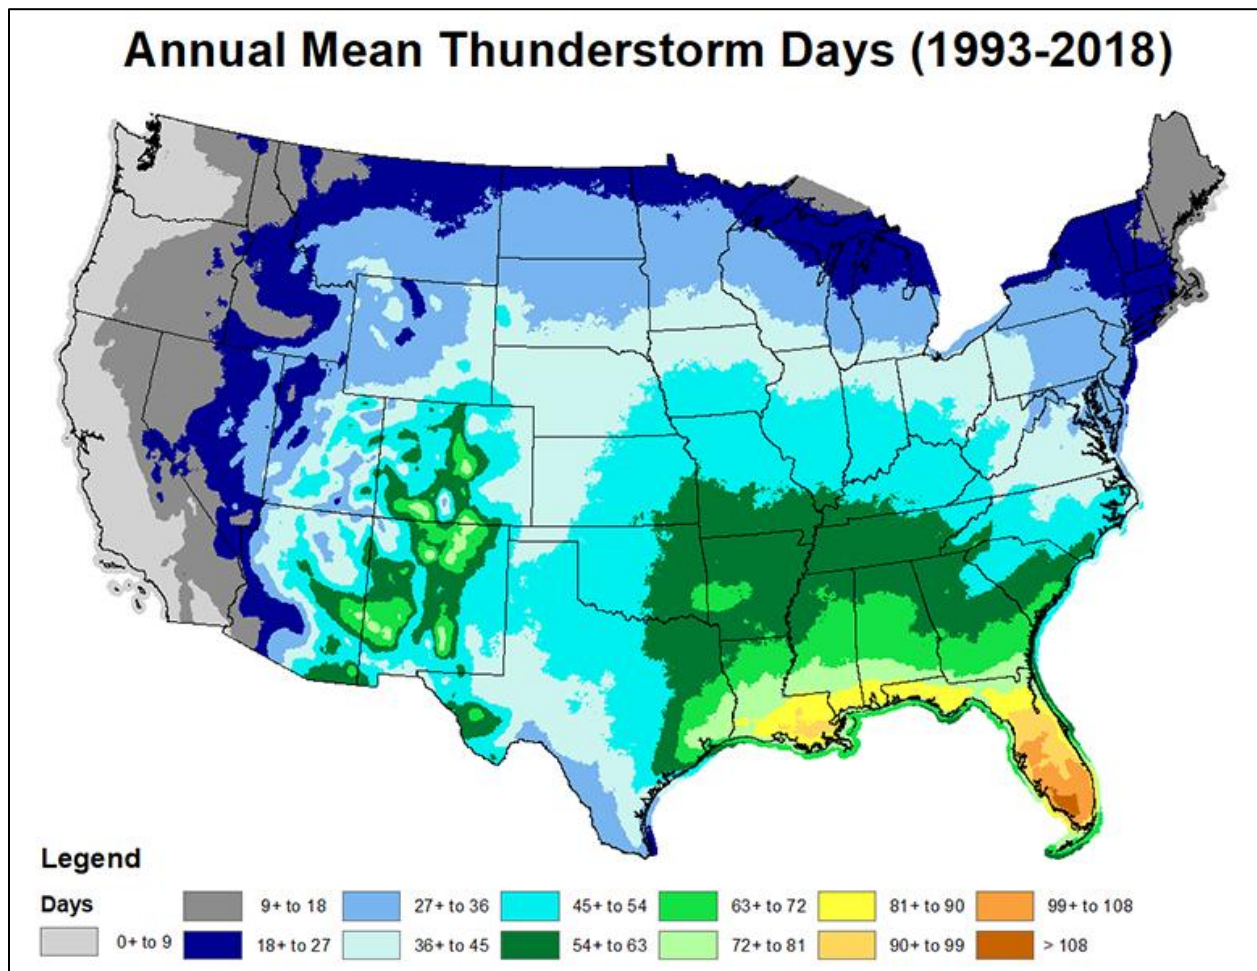 Annual Mean Thunderstorm Days (1993-2018)
Legend
Days
9+ to 18
27+ to 36
45+ to 54
63+ to 72
81+ to 90
99+ to 108
0+ to 9
18+ to 27
36+ to 45
54+ to 63
72+ to 81
90+ to 99
> 108